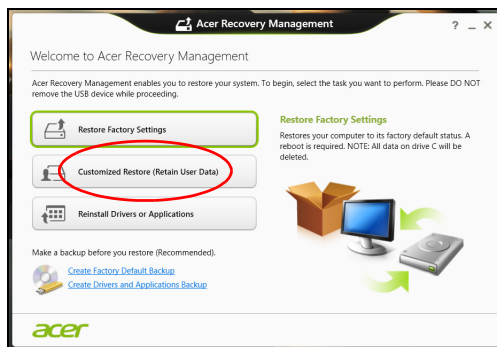 Acer Recovery Management
? _ ×
Welcome to Acer Recovery Management
Acer Recovery Management enables you to restore your system. To begin, select the task you want to perform. Please DO NOT
remove the USB device while proceeding.
Restore Factory Settings
Customized Restore (Retain User Data)
Reinstall Drivers or Applications
Restore Factory Settings
Restores your computer to its factory default status. A
reboot is required. NOTE: All data on drive C will be
deleted.
Make a backup before you restore (Recommended).
Create Factory Default Backup
Create Drivers and Applications Backup
acer